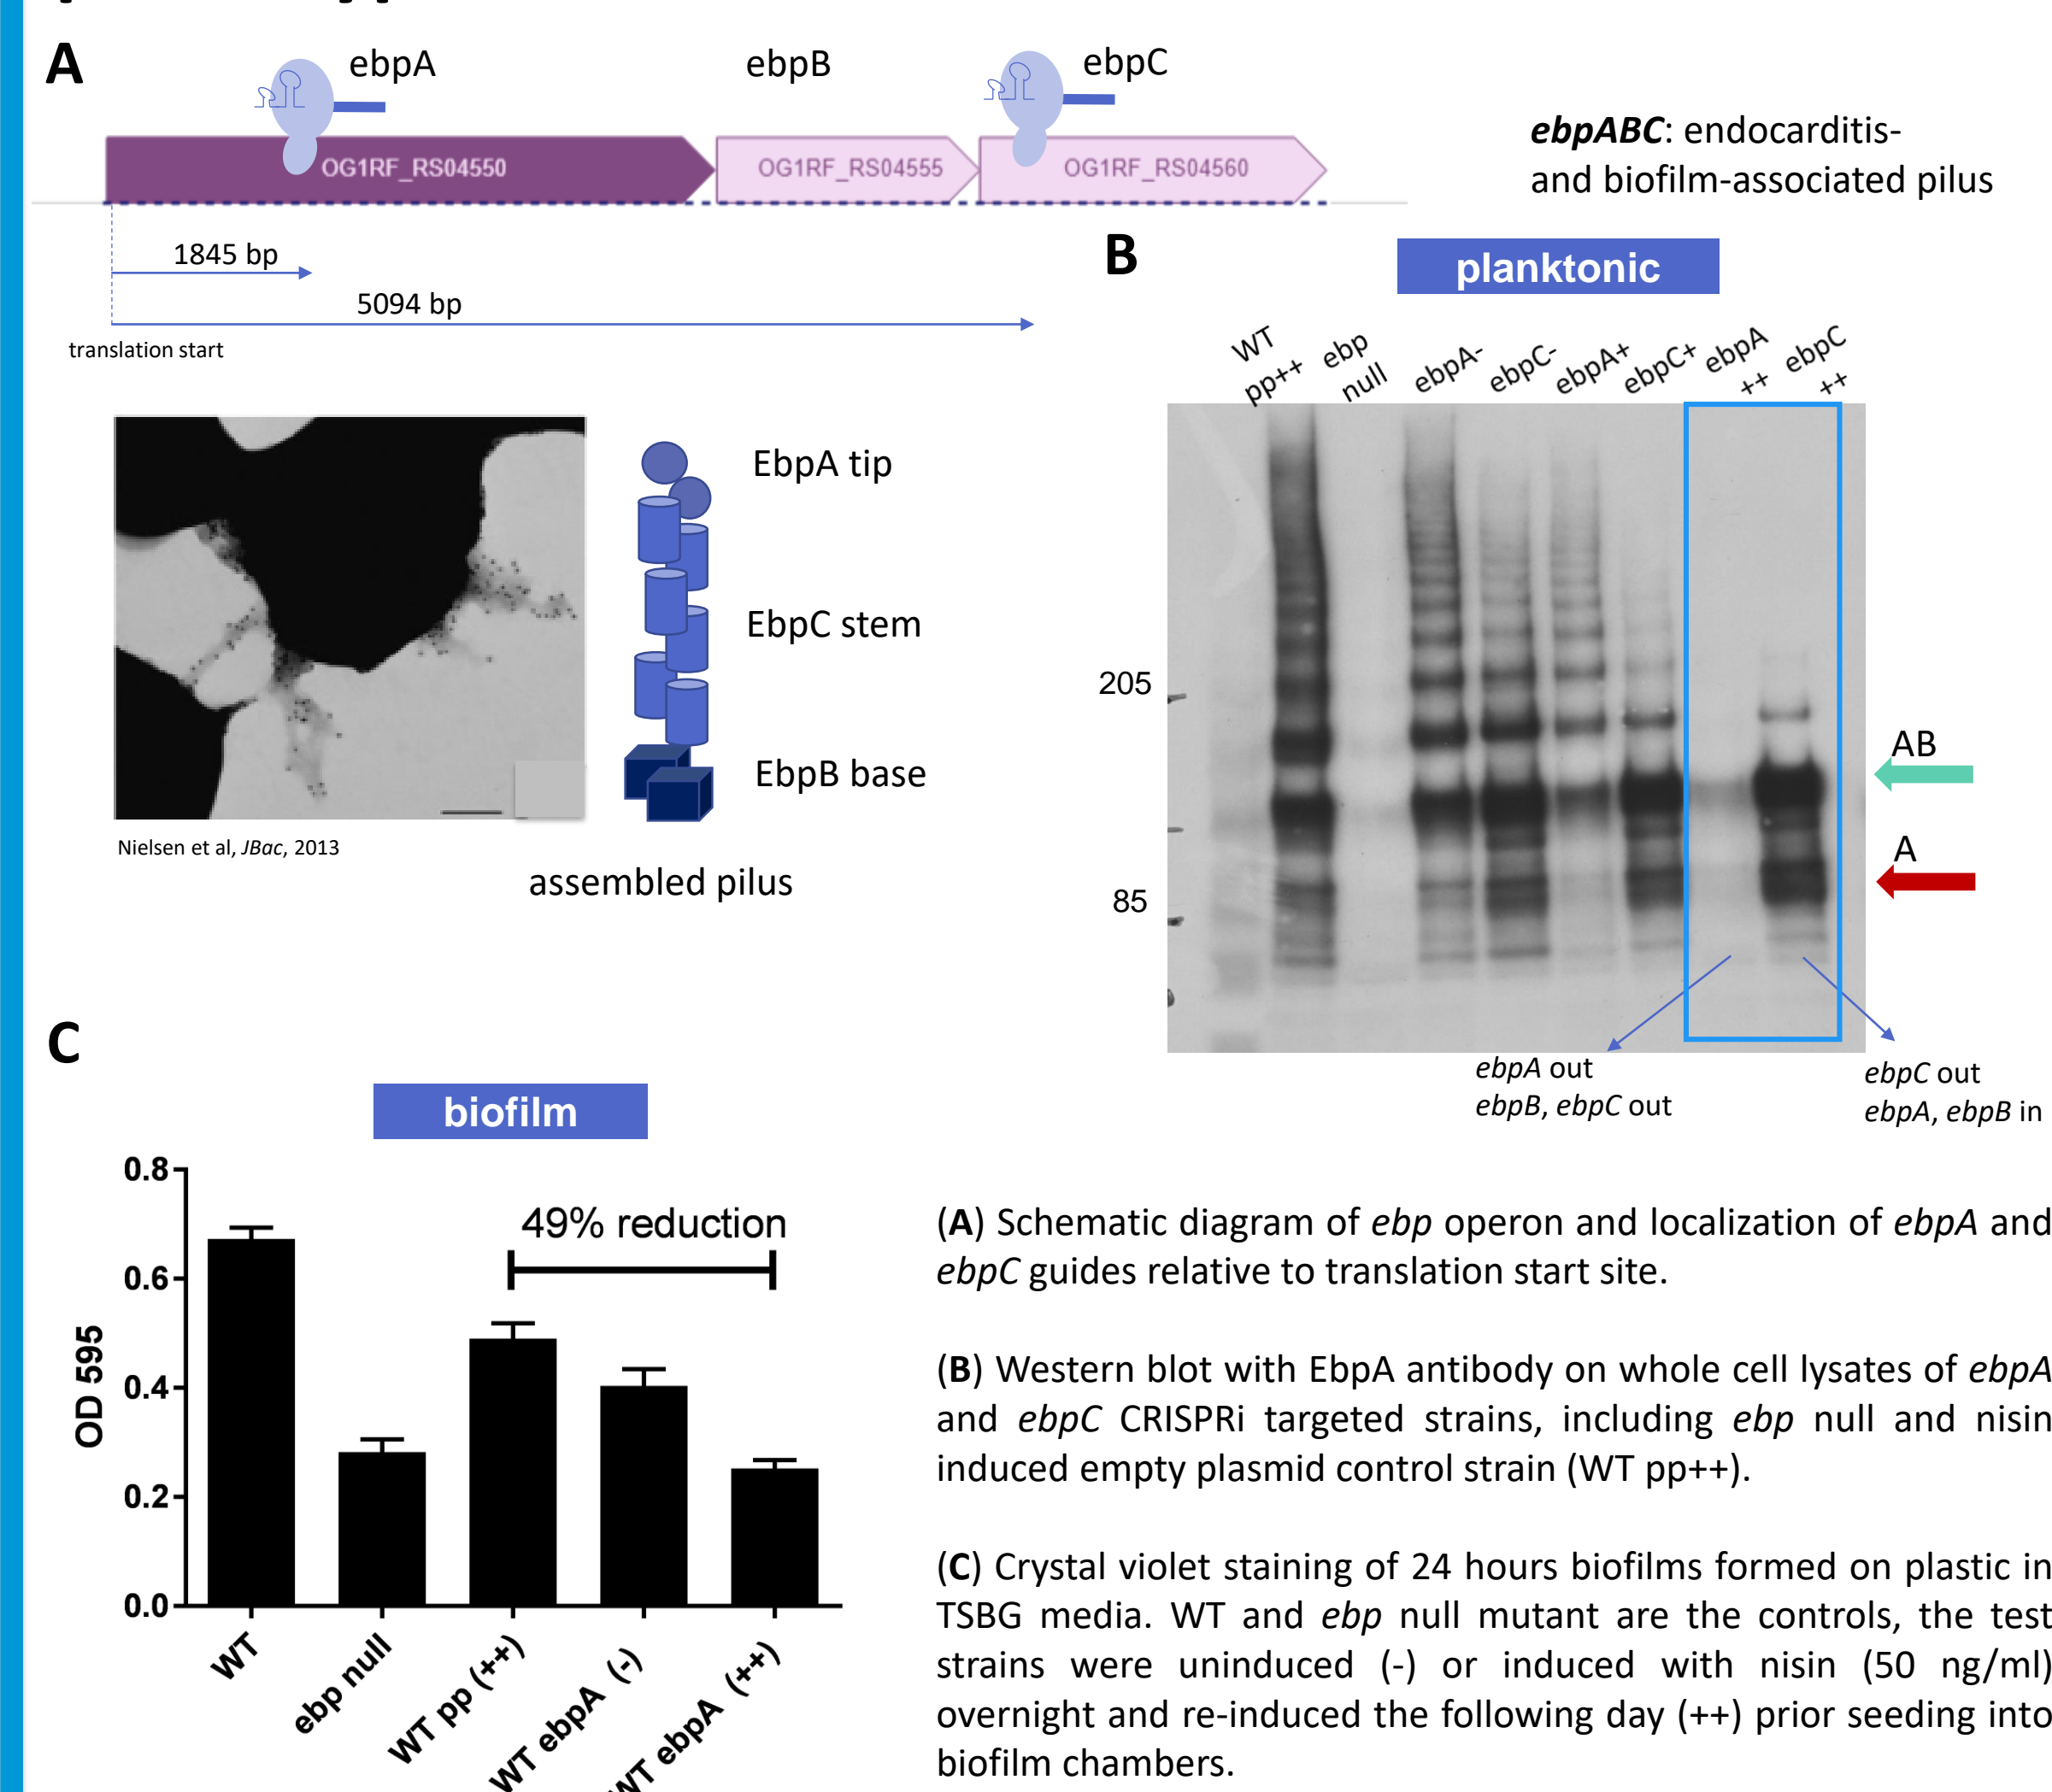 A
ebpA
ebpB
ebpC
OG1RF_RS04550
OG1RF_RS04555
OG1RF_RS04560
ebpABC: endocarditis-
and biofilm-associated pilus
1845 bp
5094 bp
translation start
EbpA tip
EbpC stem
EbpB base
assembled pilus
Nielsen et al, JBac, 2013
B
planktonic
WT
pp++
ebp
null
ebpA-
ebpC-
ebpA+
ebpC+
ebpA
++
ebpC
++
205
85
AB
A
ebpA out
ebpB, ebpC out
ebpC out
ebpA, ebpB in
C
biofilm
49% reduction
OD 595
0.8
0.6
0.4
0.2
0.0
WT
ebp null
WT pp (++)
WT ebpA (-)
WT ebpA (++)
(A) Schematic diagram of ebp operon and localization of ebpA and
ebpC guides relative to translation start site.
(B) Western blot with EbpA antibody on whole cell lysates of ebpA
and ebpC CRISPRi targeted strains, including ebp null and nisin
induced empty plasmid control strain (WT pp++).
(C) Crystal violet staining of 24 hours biofilms formed on plastic in
TSBG media. WT and ebp null mutant are the controls, the test
strains were uninduced (-) or induced with nisin (50 ng/ml)
overnight and re-induced the following day (++) prior seeding into
biofilm chambers.